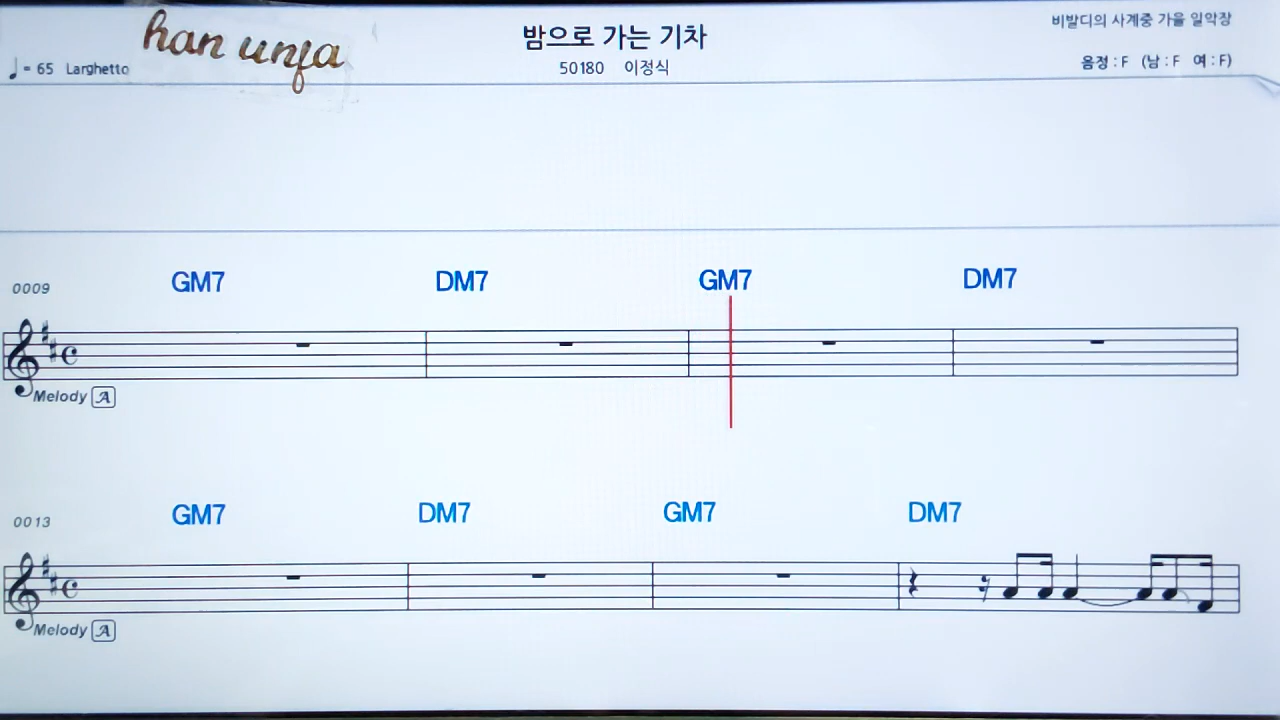 han unja
밤으로 가는 기차
비발디의 사계중 가을 일악장
♩= 65 Larghetto
50180 이정식
음정 : F (남 : F 여 : F)
0009 GM7 DM7 GM7 DM7
Melody A
0013 GM7 DM7 GM7 DM7
Melody A